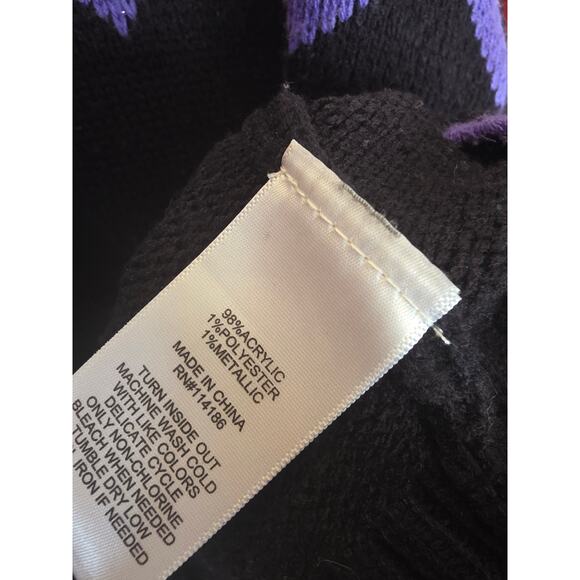 98%ACRYLIC
1%POLYESTER
1%METALLIC
MADE IN CHINA
RN#114186
TURN INSIDE OUT
MACHINE WASH COLD
WITH LIKE COLORS
DELICATE CYCLE
ONLY NON-CHLORINE
BLEACH WHEN NEEDED
TUMBLE DRY LOW
IRON IF NEEDED